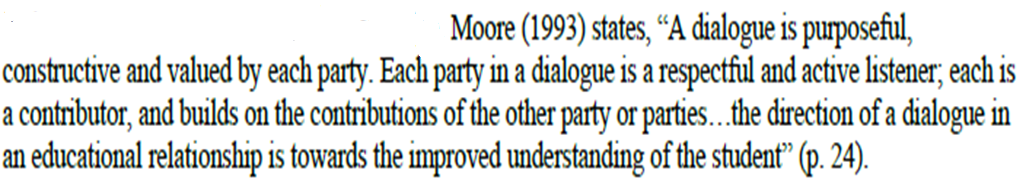 Moore (1993) states, “A dialogue is purposeful,
constructive and valued by each party. Each party in a dialogue is a respectful and active listener; each is
a contributor, and builds on the contributions of the other party or parties…the direction of a dialogue in
an educational relationship is towards the improved understanding of the student” (p. 24).